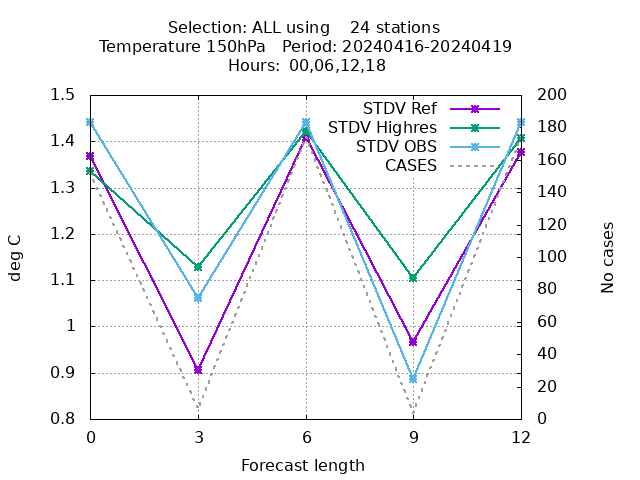 Selection: ALL using    24 stations
Temperature 150hPa   Period: 20240416-20240419
Hours: 00,06,12,18
1.5
1.4
1.3
1.2
1.1
1
0.9
0.8
deg C
200
180
160
140
120
100
80
60
40
20
0
No cases
STDV Ref
STDV Highres
STDV OBS
CASES
0 3 6 9 12
Forecast length